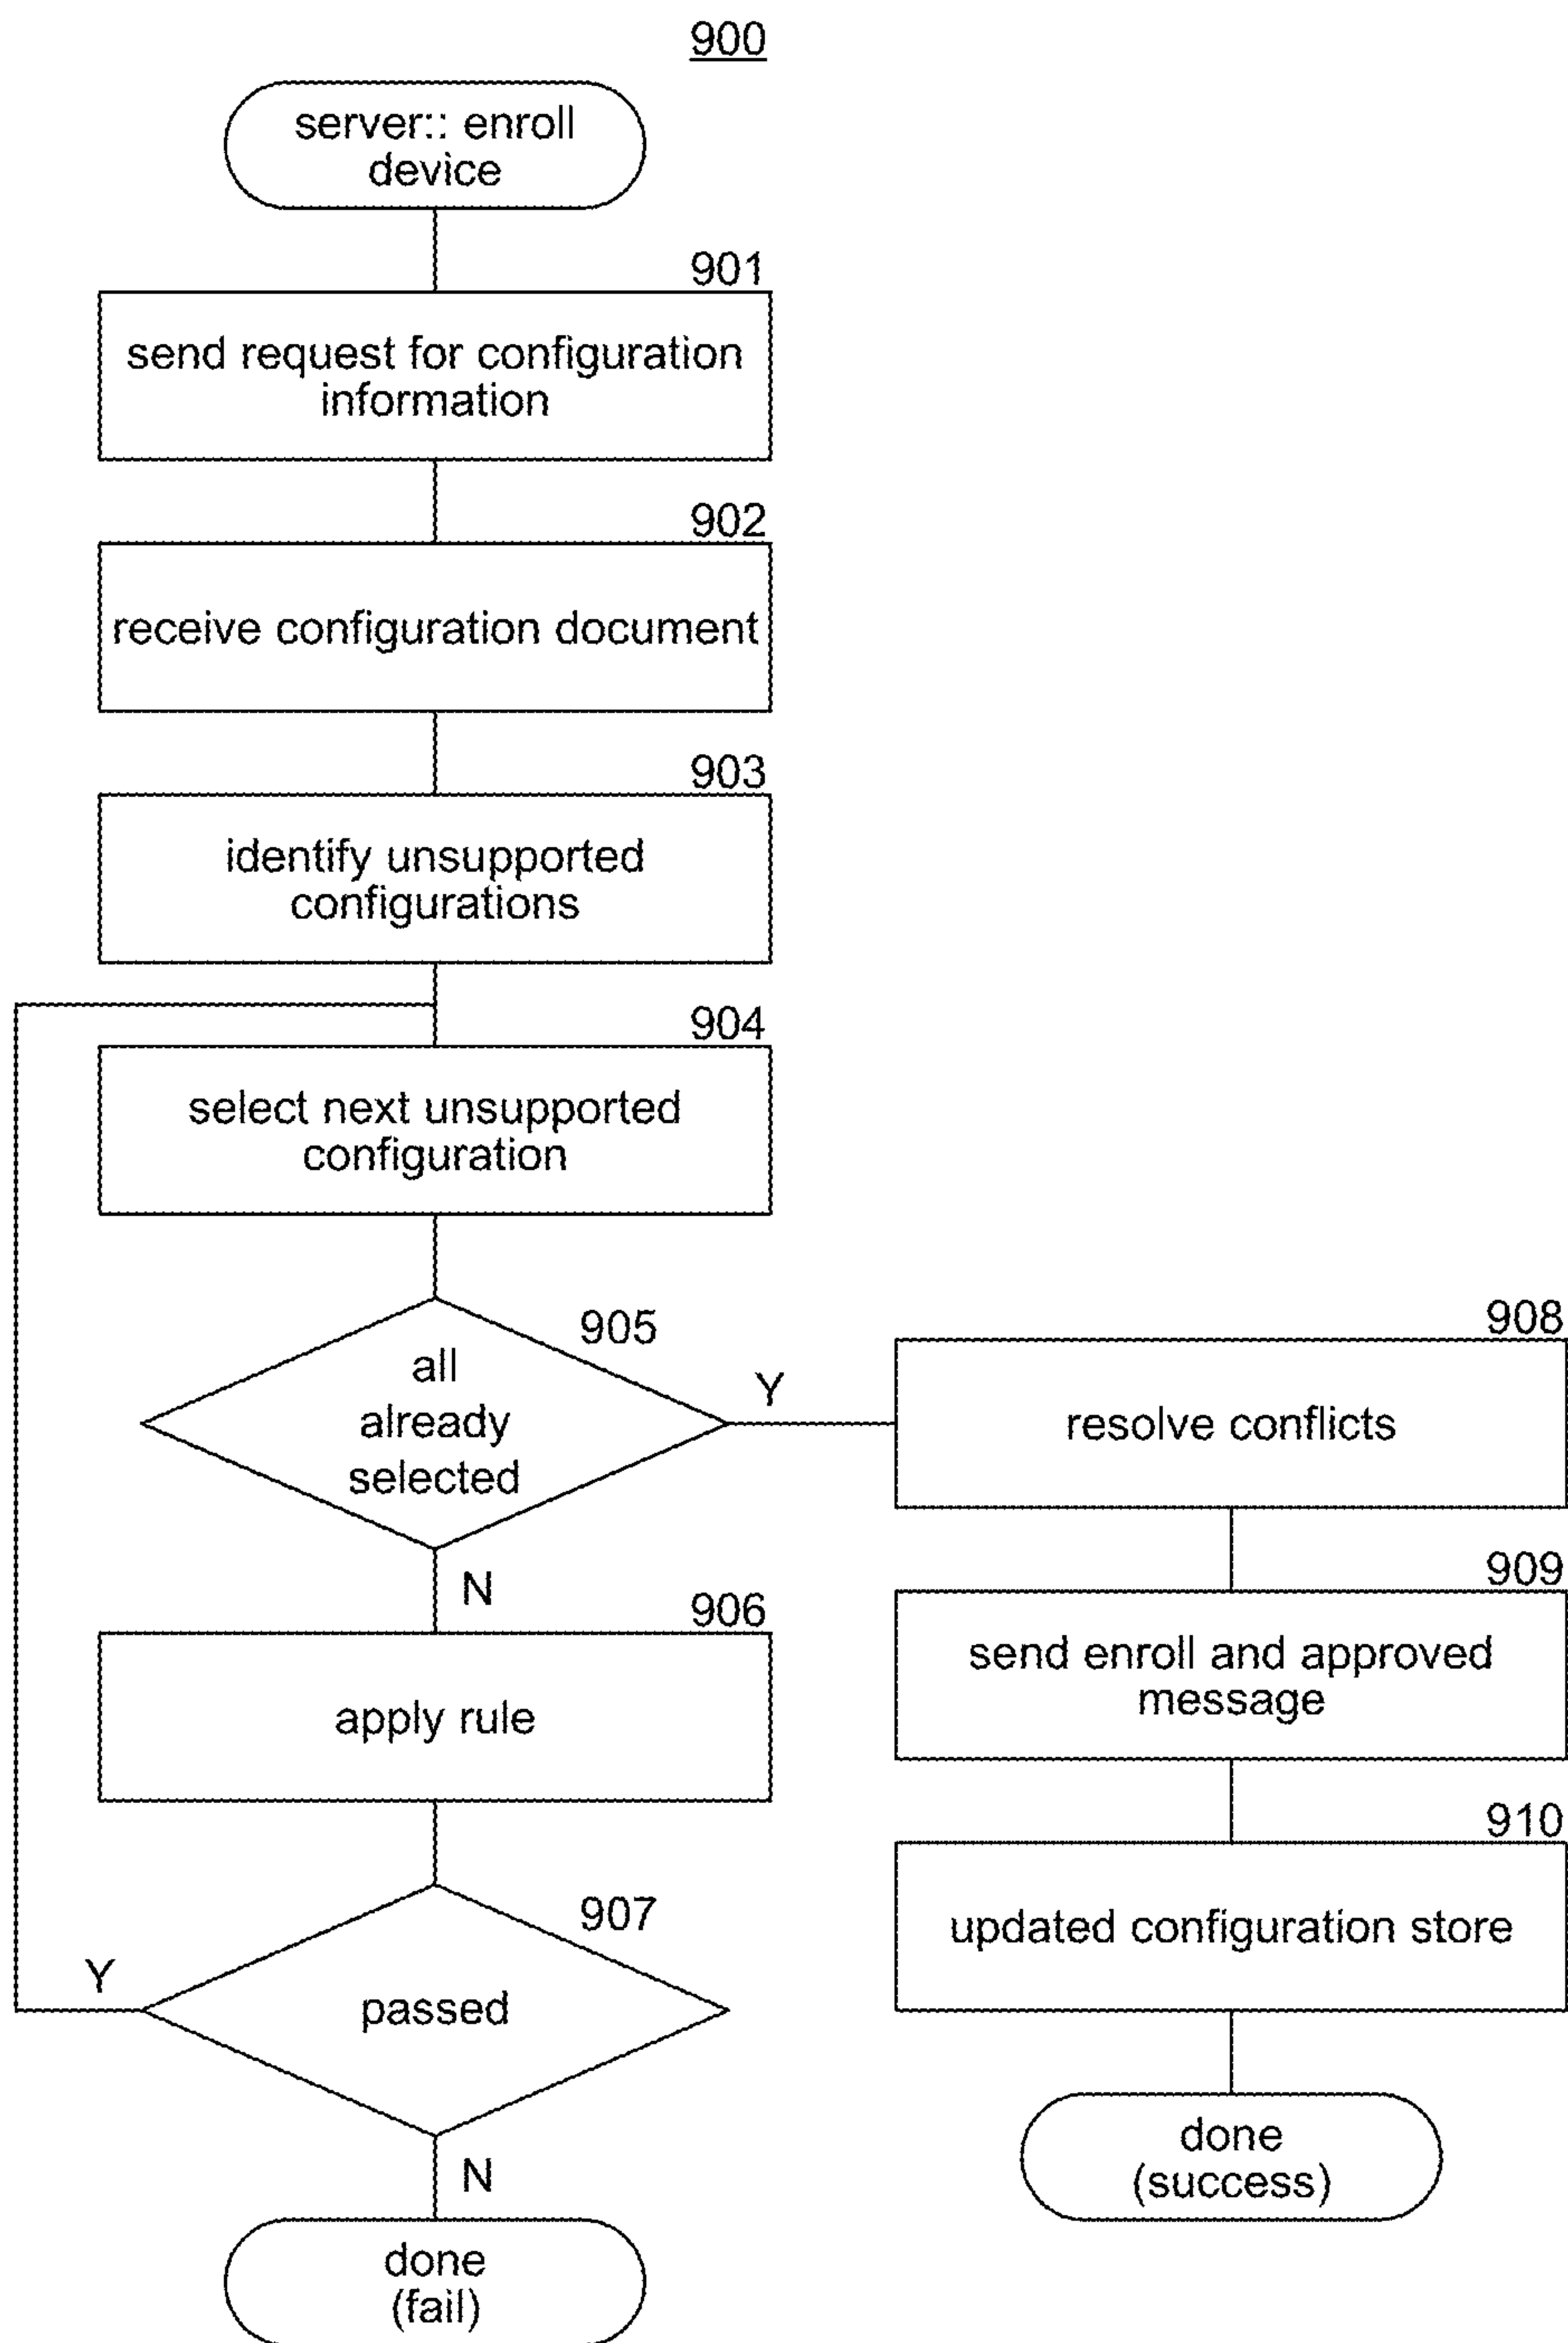 900
server:: enroll
device
901
send request for configuration
information
902
receive configuration document
903
identify unsupported
configurations
904
select next unsupported
configuration
905
all
already
selected
Y
N
906
apply rule
907
passed
Y
N
done
(fail)
908
resolve conflicts
909
send enroll and approved
message
910
updated configuration store
done
(success)